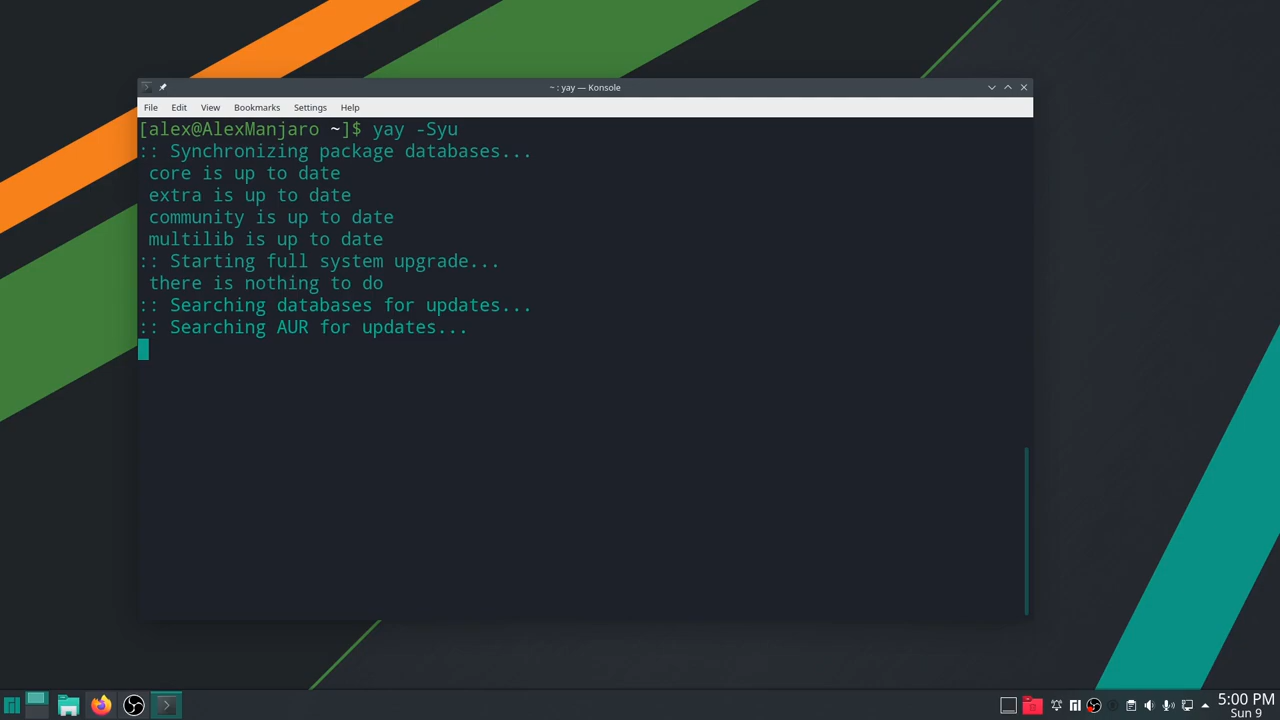 ~ : yay — Konsole
File Edit View Bookmarks Settings Help
[alex@AlexManjaro ~]$ yay -Syu
:: Synchronizing package databases...
core is up to date
extra is up to date
community is up to date
multilib is up to date
:: Starting full system upgrade...
there is nothing to do
:: Searching databases for updates...
:: Searching AUR for updates...
5:00 PM
Sun 9